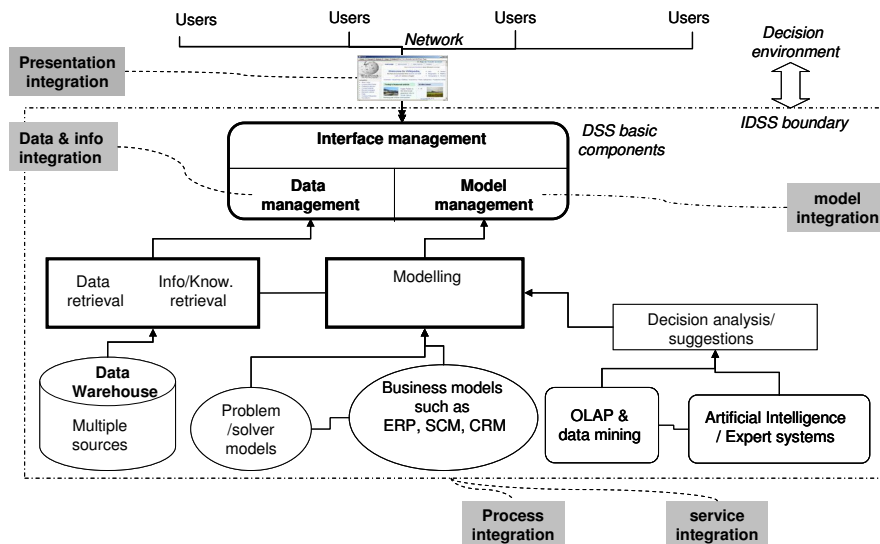 Users
Users
Users
Users
Network
Decision
environment
Presentation
integration
IDSS boundary
Data & info
integration
Interface management
DSS basic
components
Data
management
Model
management
model
integration
Data
retrieval
Info/Know.
retrieval
Modelling
Decision analysis/
suggestions
Data
Warehouse
Multiple
sources
Problem
/solver
models
Business models
such as
ERP, SCM, CRM
OLAP &
data mining
Artificial Intelligence
/ Expert systems
Process
integration
service
integration